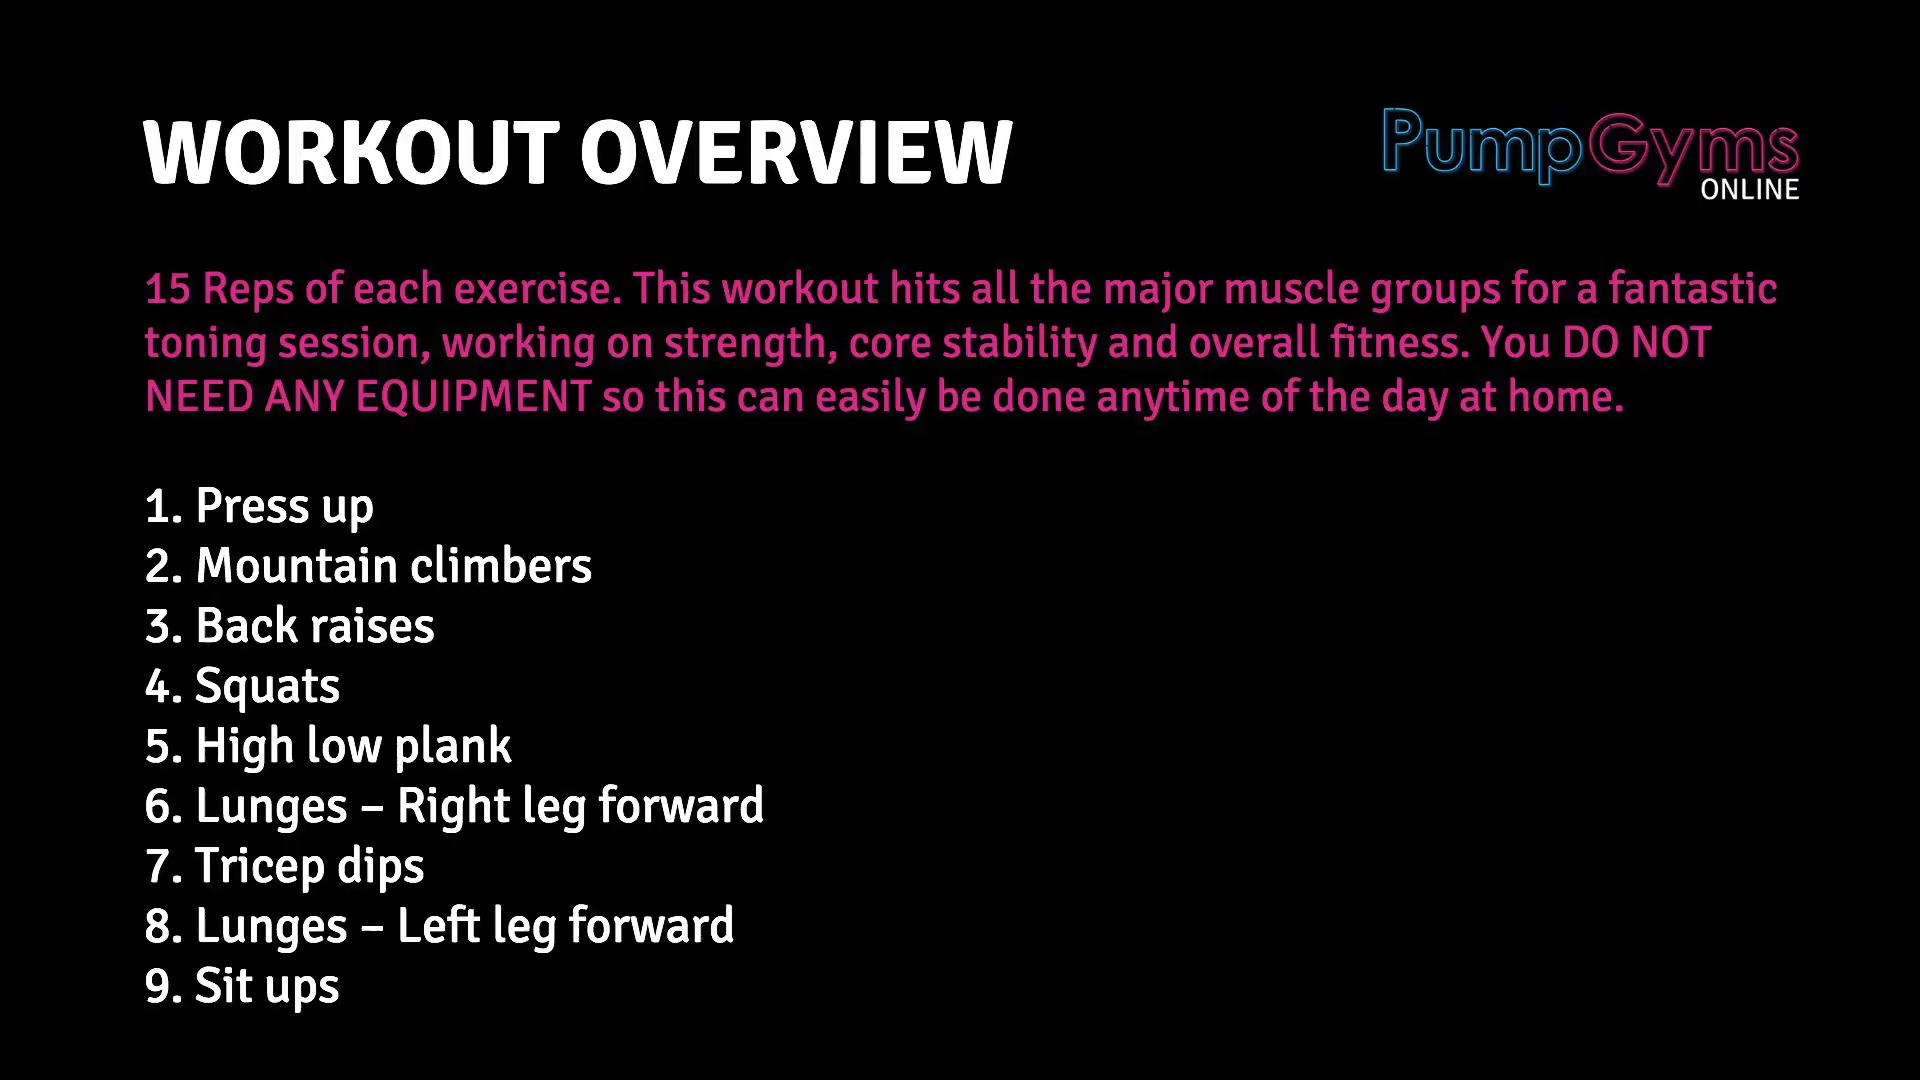 WORKOUT OVERVIEW
PumpGyms
ONLINE
15 Reps of each exercise. This workout hits all the major muscle groups for a fantastic
toning session, working on strength, core stability and overall fitness. You DO NOT
NEED ANY EQUIPMENT so this can easily be done anytime of the day at home.
1. Press up
2. Mountain climbers
3. Back raises
4. Squats
5. High low plank
6. Lunges – Right leg forward
7. Tricep dips
8. Lunges – Left leg forward
9. Sit ups